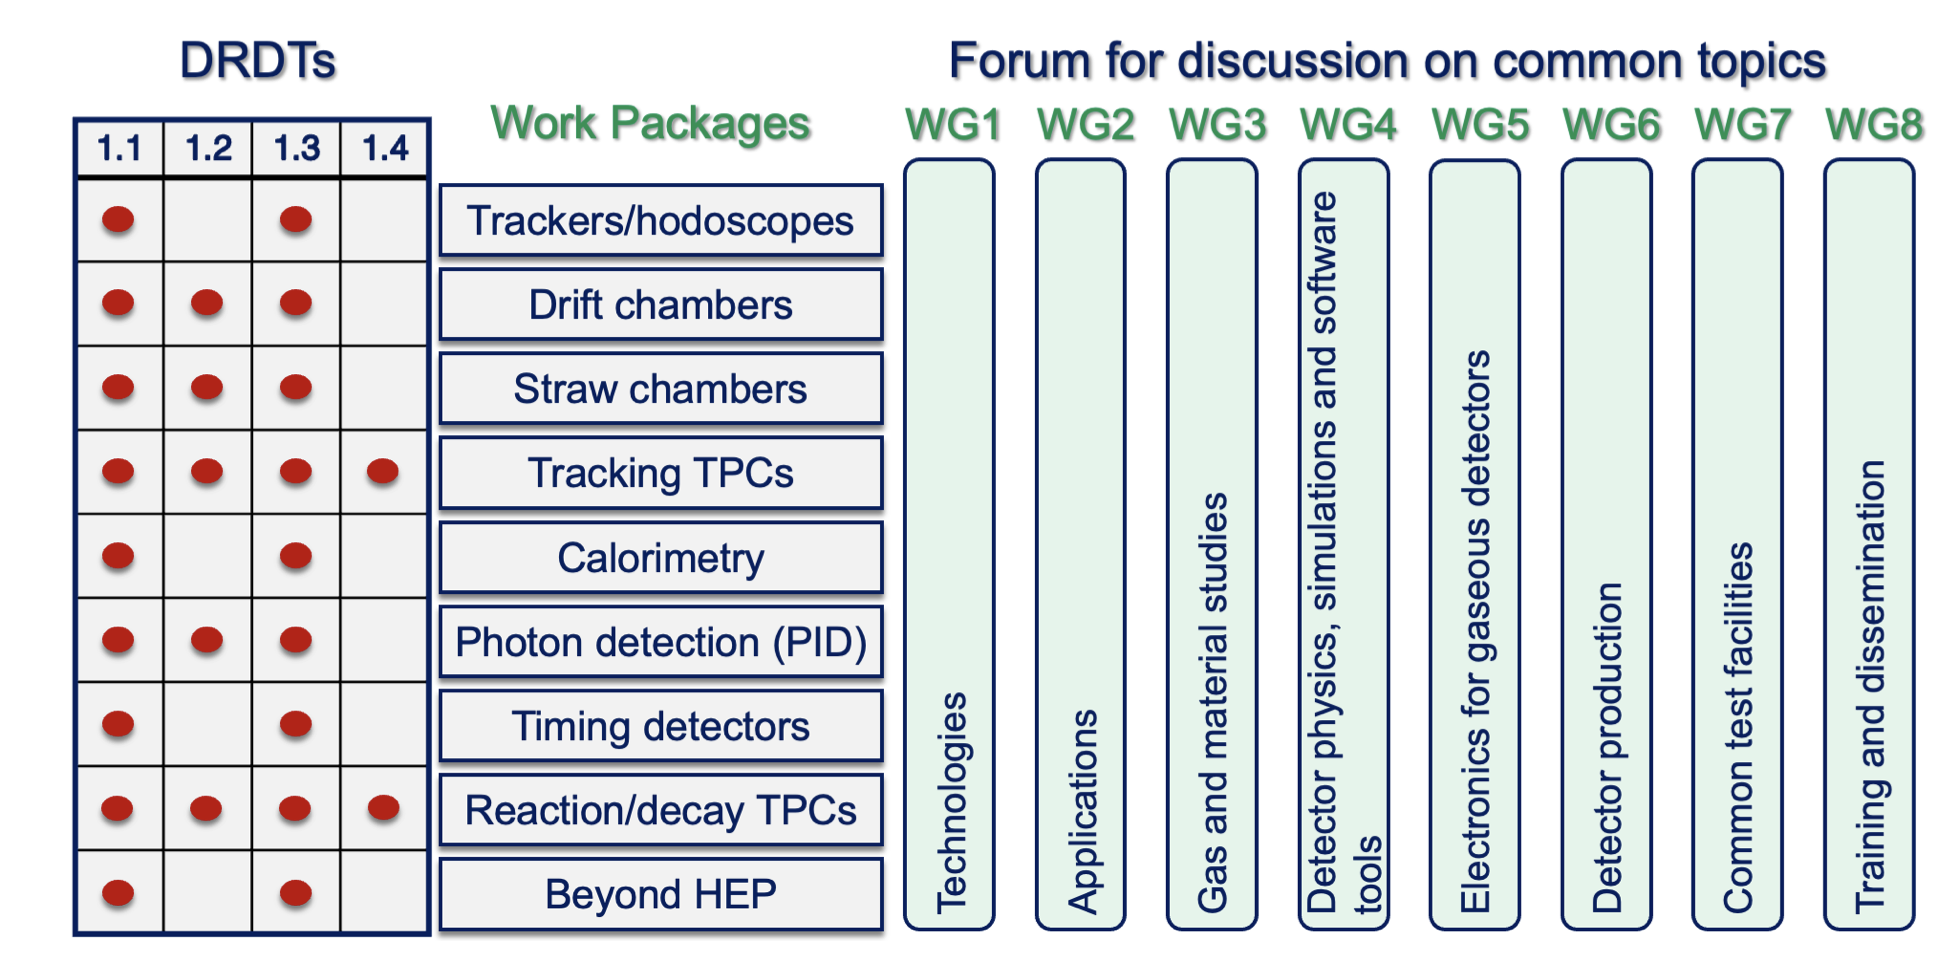 DRDTs
Forum for discussion on common topics
Work Packages
WG1 WG2 WG3 WG4 WG5 WG6 WG7 WG8
1.1 1.2 1.3 1.4
Trackers/hodoscopes
Drift chambers
Straw chambers
Tracking TPCs
Calorimetry
Photon detection (PID)
Timing detectors
Reaction/decay TPCs
Beyond HEP
Technologies
Applications
Gas and material studies
Detector physics, simulations and software
tools
Electronics for gaseous detectors
Detector production
Common test facilities
Training and dissemination